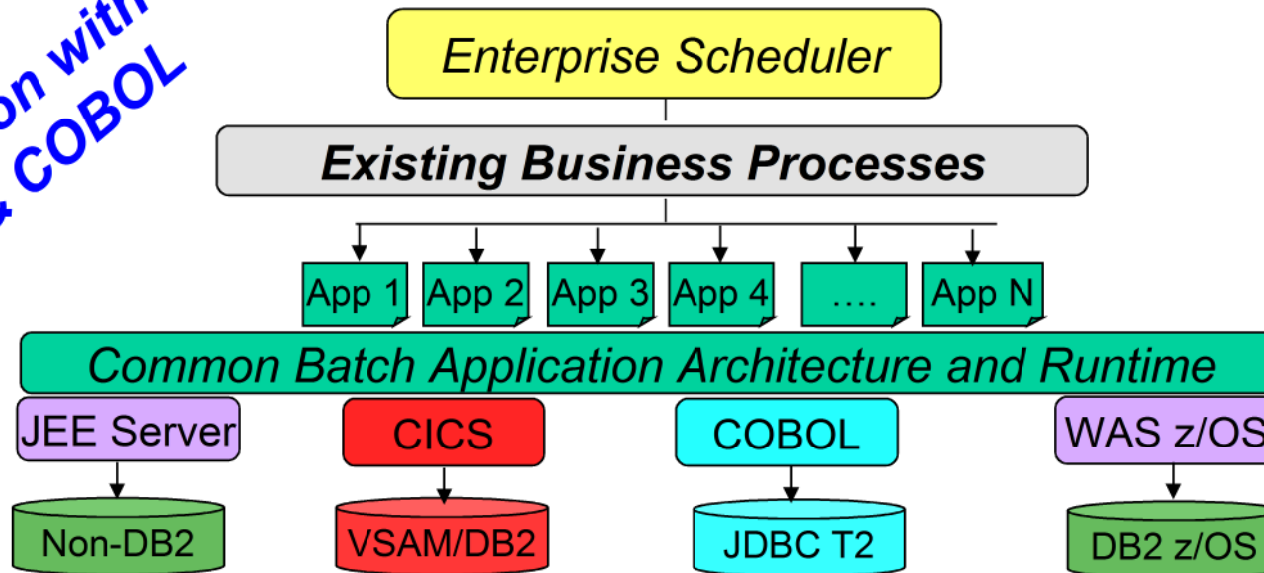 on with
& COBOL
Enterprise Scheduler
Existing Business Processes
App 1 App 2 App 3 App 4 .... App N
Common Batch Application Architecture and Runtime
JEE Server CICS COBOL WAS z/OS
Non-DB2 VSAM/DB2 JDBC T2 DB2 z/OS